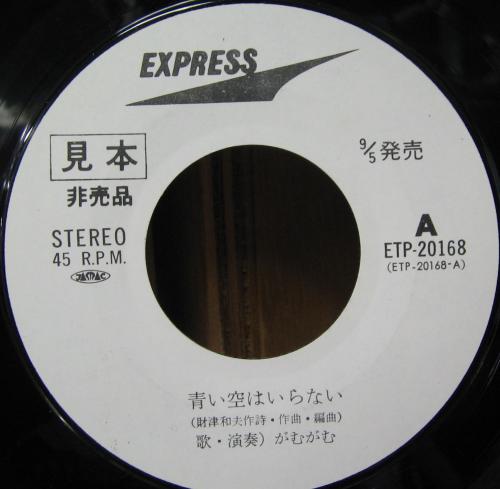 EXPRESS
見本
非売品
9/5発売
STEREO
45 R.P.M.
JASRAC
A
ETP-20168
(ETP-20168-A)
青い空はいらない
(財津和夫作詩・作曲・編曲)
歌・演奏) がむがむ